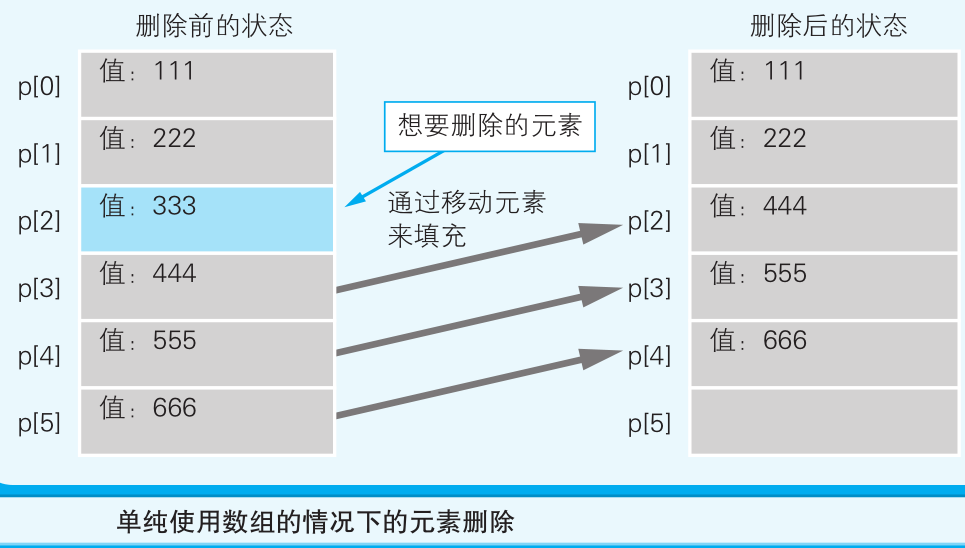 删除前的状态
p[0] 值：111
p[1] 值：222
p[2] 值：333
p[3] 值：444
p[4] 值：555
p[5] 值：666
想要删除的元素
通过移动元素
来填充
删除后的状态
p[0] 值：111
p[1] 值：222
p[2] 值：444
p[3] 值：555
p[4] 值：666
p[5]
单纯使用数组的情况下的元素删除